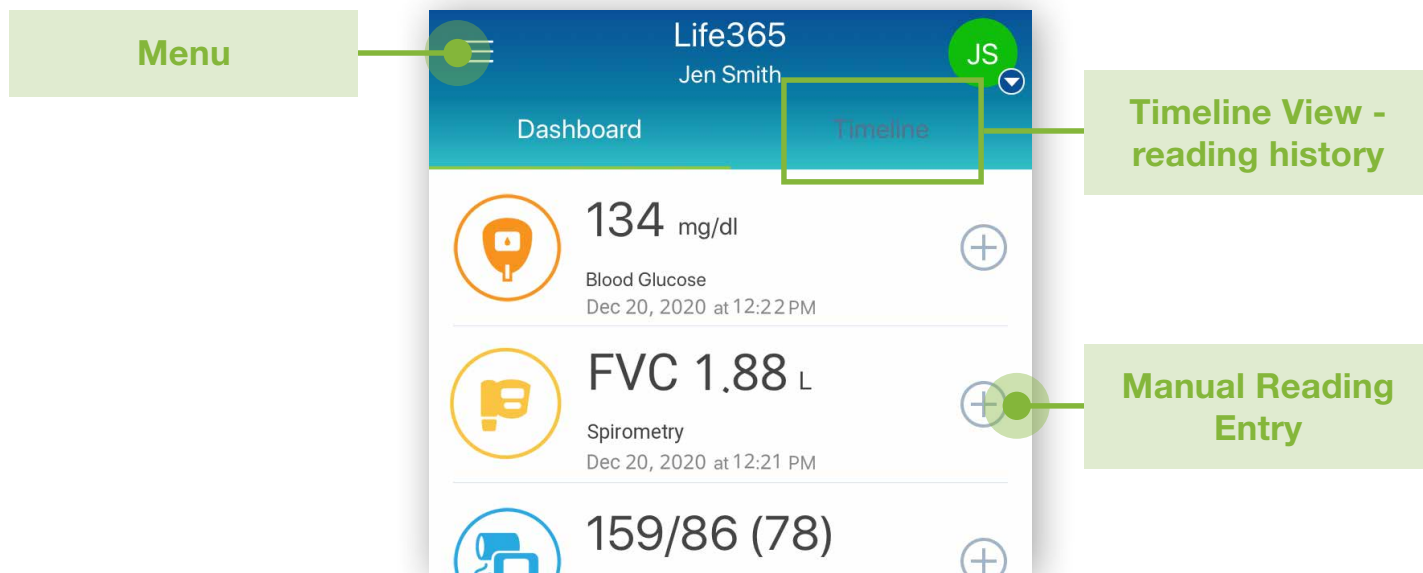 Menu
Life365
Jen Smith
JS
Dashboard
Timeline
Timeline View -
reading history
134 mg/dl
Blood Glucose
Dec 20, 2020 at 12:22 PM
FVC 1.88 L
Spirometry
Dec 20, 2020 at 12:21 PM
Manual Reading
Entry
159/86 (78)